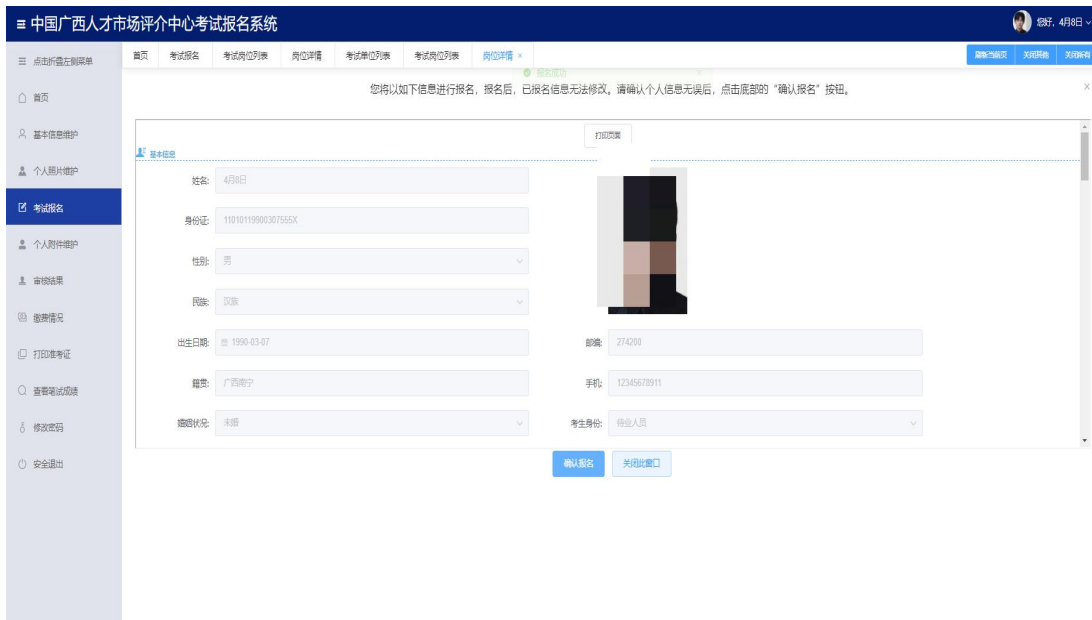 中国广西人才市场评介中心考试报名系统
您好, 4月8日
点击折叠左侧菜单
首页 考试报名 考试岗位列表 岗位详情 考试单位列表 考试岗位列表 岗位详情 ×
刷新当前页 关闭其他 关闭所有
报名成功
您将以如下信息进行报名，报名后，已报名信息无法修改。请确认个人信息无误后，点击底部的“确认报名”按钮。
首页
基本信息维护
个人照片维护
考试报名
个人附件维护
审核结果
缴费情况
打印准考证
查看笔试成绩
修改密码
安全退出
打印页面
基本信息
姓名: 4月8日
身份证: 11010119900307555X
性别: 男
民族: 汉族
出生日期: 1990-03-07
邮编: 274200
籍贯: 广西南宁
手机: 12345678911
婚姻状况: 未婚
考生身份: 待业人员
确认报名 关闭此窗口